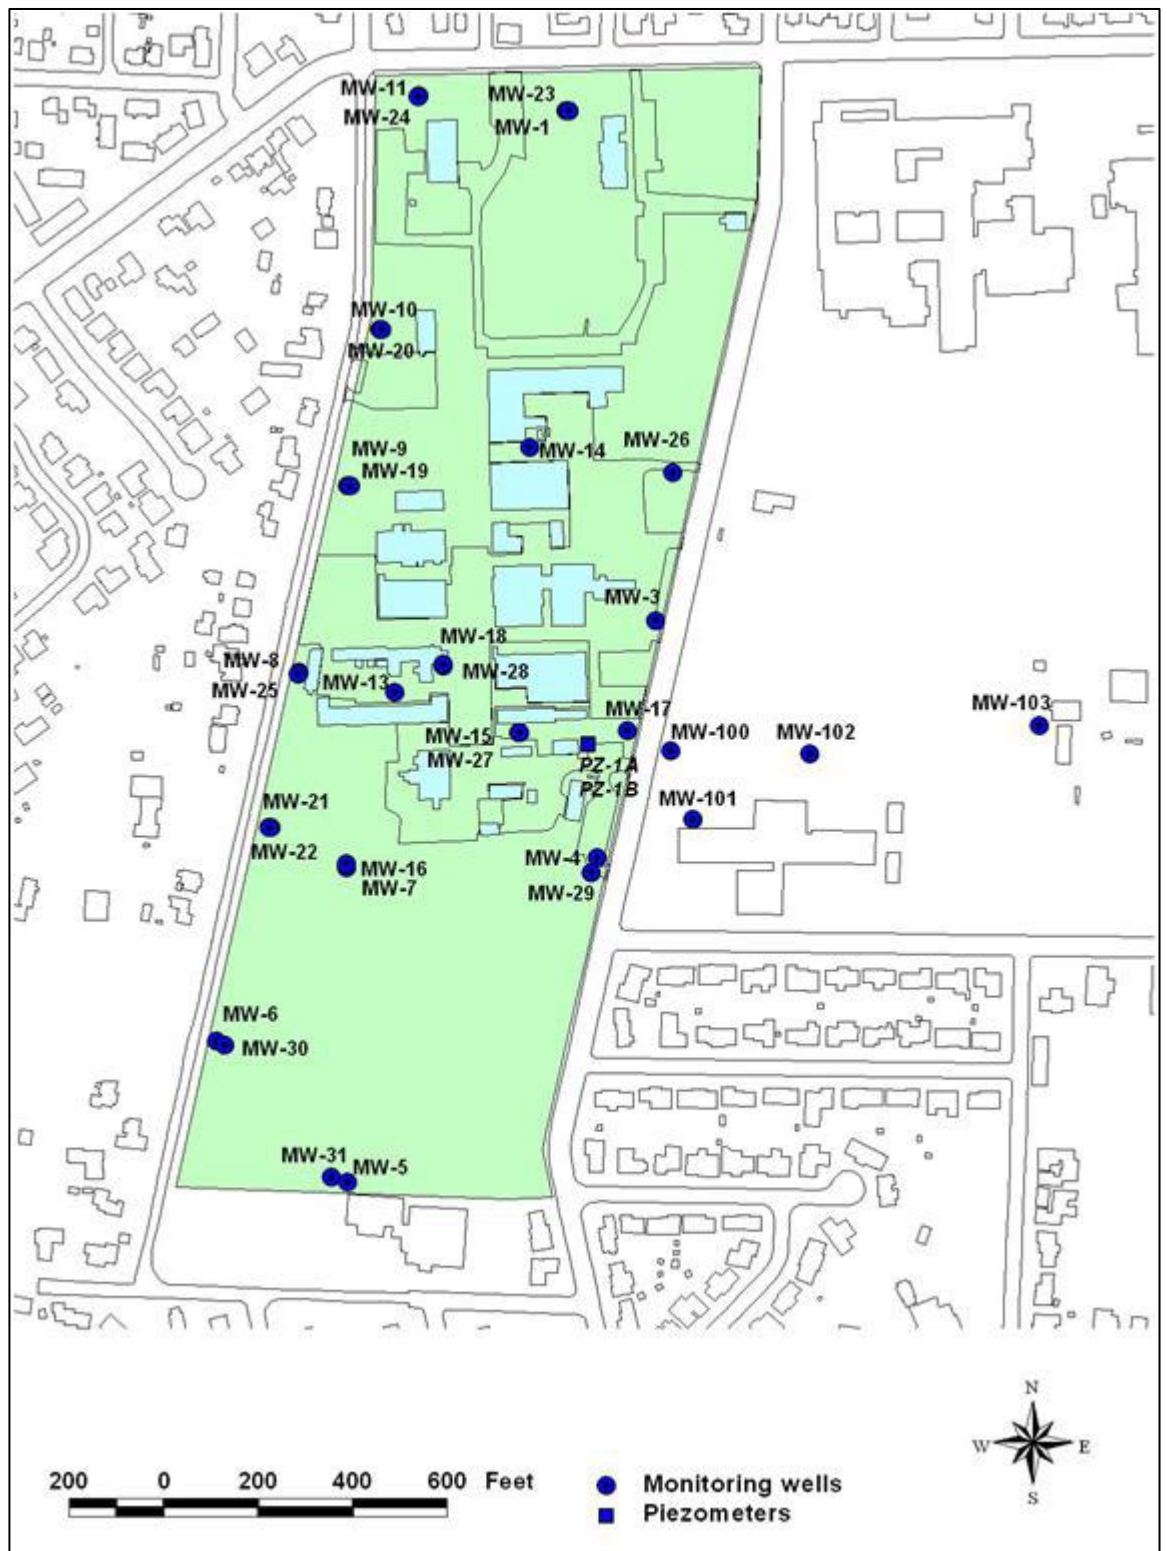 MW-11
MW-24
MW-23
MW-1
MW-10
MW-20
MW-9
MW-19
MW-14
MW-26
MW-3
MW-18
MW-28
MW-8
MW-25
MW-13
MW-17
MW-15
MW-27
PZ-1A
PZ-1B
MW-100
MW-102
MW-103
MW-101
MW-21
MW-22
MW-16
MW-7
MW-4
MW-29
MW-6
MW-30
MW-31
MW-5
N
W E
S
200 0 200 400 600 Feet
Monitoring wells
Piezometers